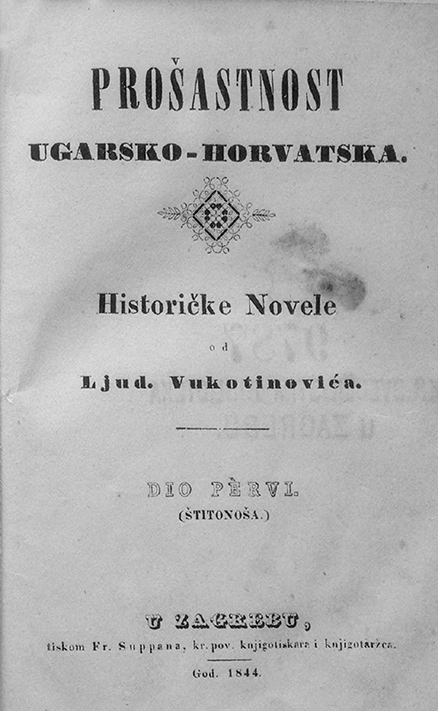 PROŠASTNOST
UGARSKO-HORVATSKA.
Historičke Novele
od
Ljud. Vukotinovića.
DIO PÈRVI.
(ŠTITONOŠA.)
U ZAGREBU,
tiskom Fr. Suppana, kr. pov. knjigotiskara i knjigotaržca.
God. 1844.